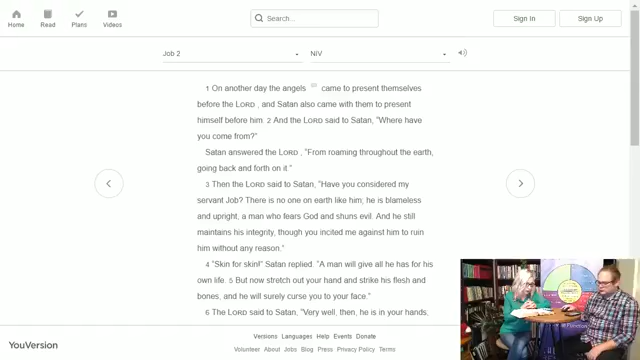 Home Read Plans Videos Search... Sign In Sign Up
Job 2 NIV
1 On another day the angels came to present themselves
before the LORD , and Satan also came with them to present
himself before him. 2 And the LORD said to Satan, "Where have
you come from?"
Satan answered the LORD , "From roaming throughout the earth,
going back and forth on it."
3 Then the LORD said to Satan, "Have you considered my
servant Job? There is no one on earth like him; he is blameless
and upright, a man who fears God and shuns evil. And he still
maintains his integrity, though you incited me against him to ruin
him without any reason."
4 "Skin for skin!" Satan replied. "A man will give all he has for his
own life. 5 But now stretch out your hand and strike his flesh and
bones, and he will surely curse you to your face."
6 The LORD said to Satan, "Very well, then, he is in your hands,
YouVersion
Versions Languages Help Events Donate
Volunteer About Jobs Blog Press Privacy Policy Terms